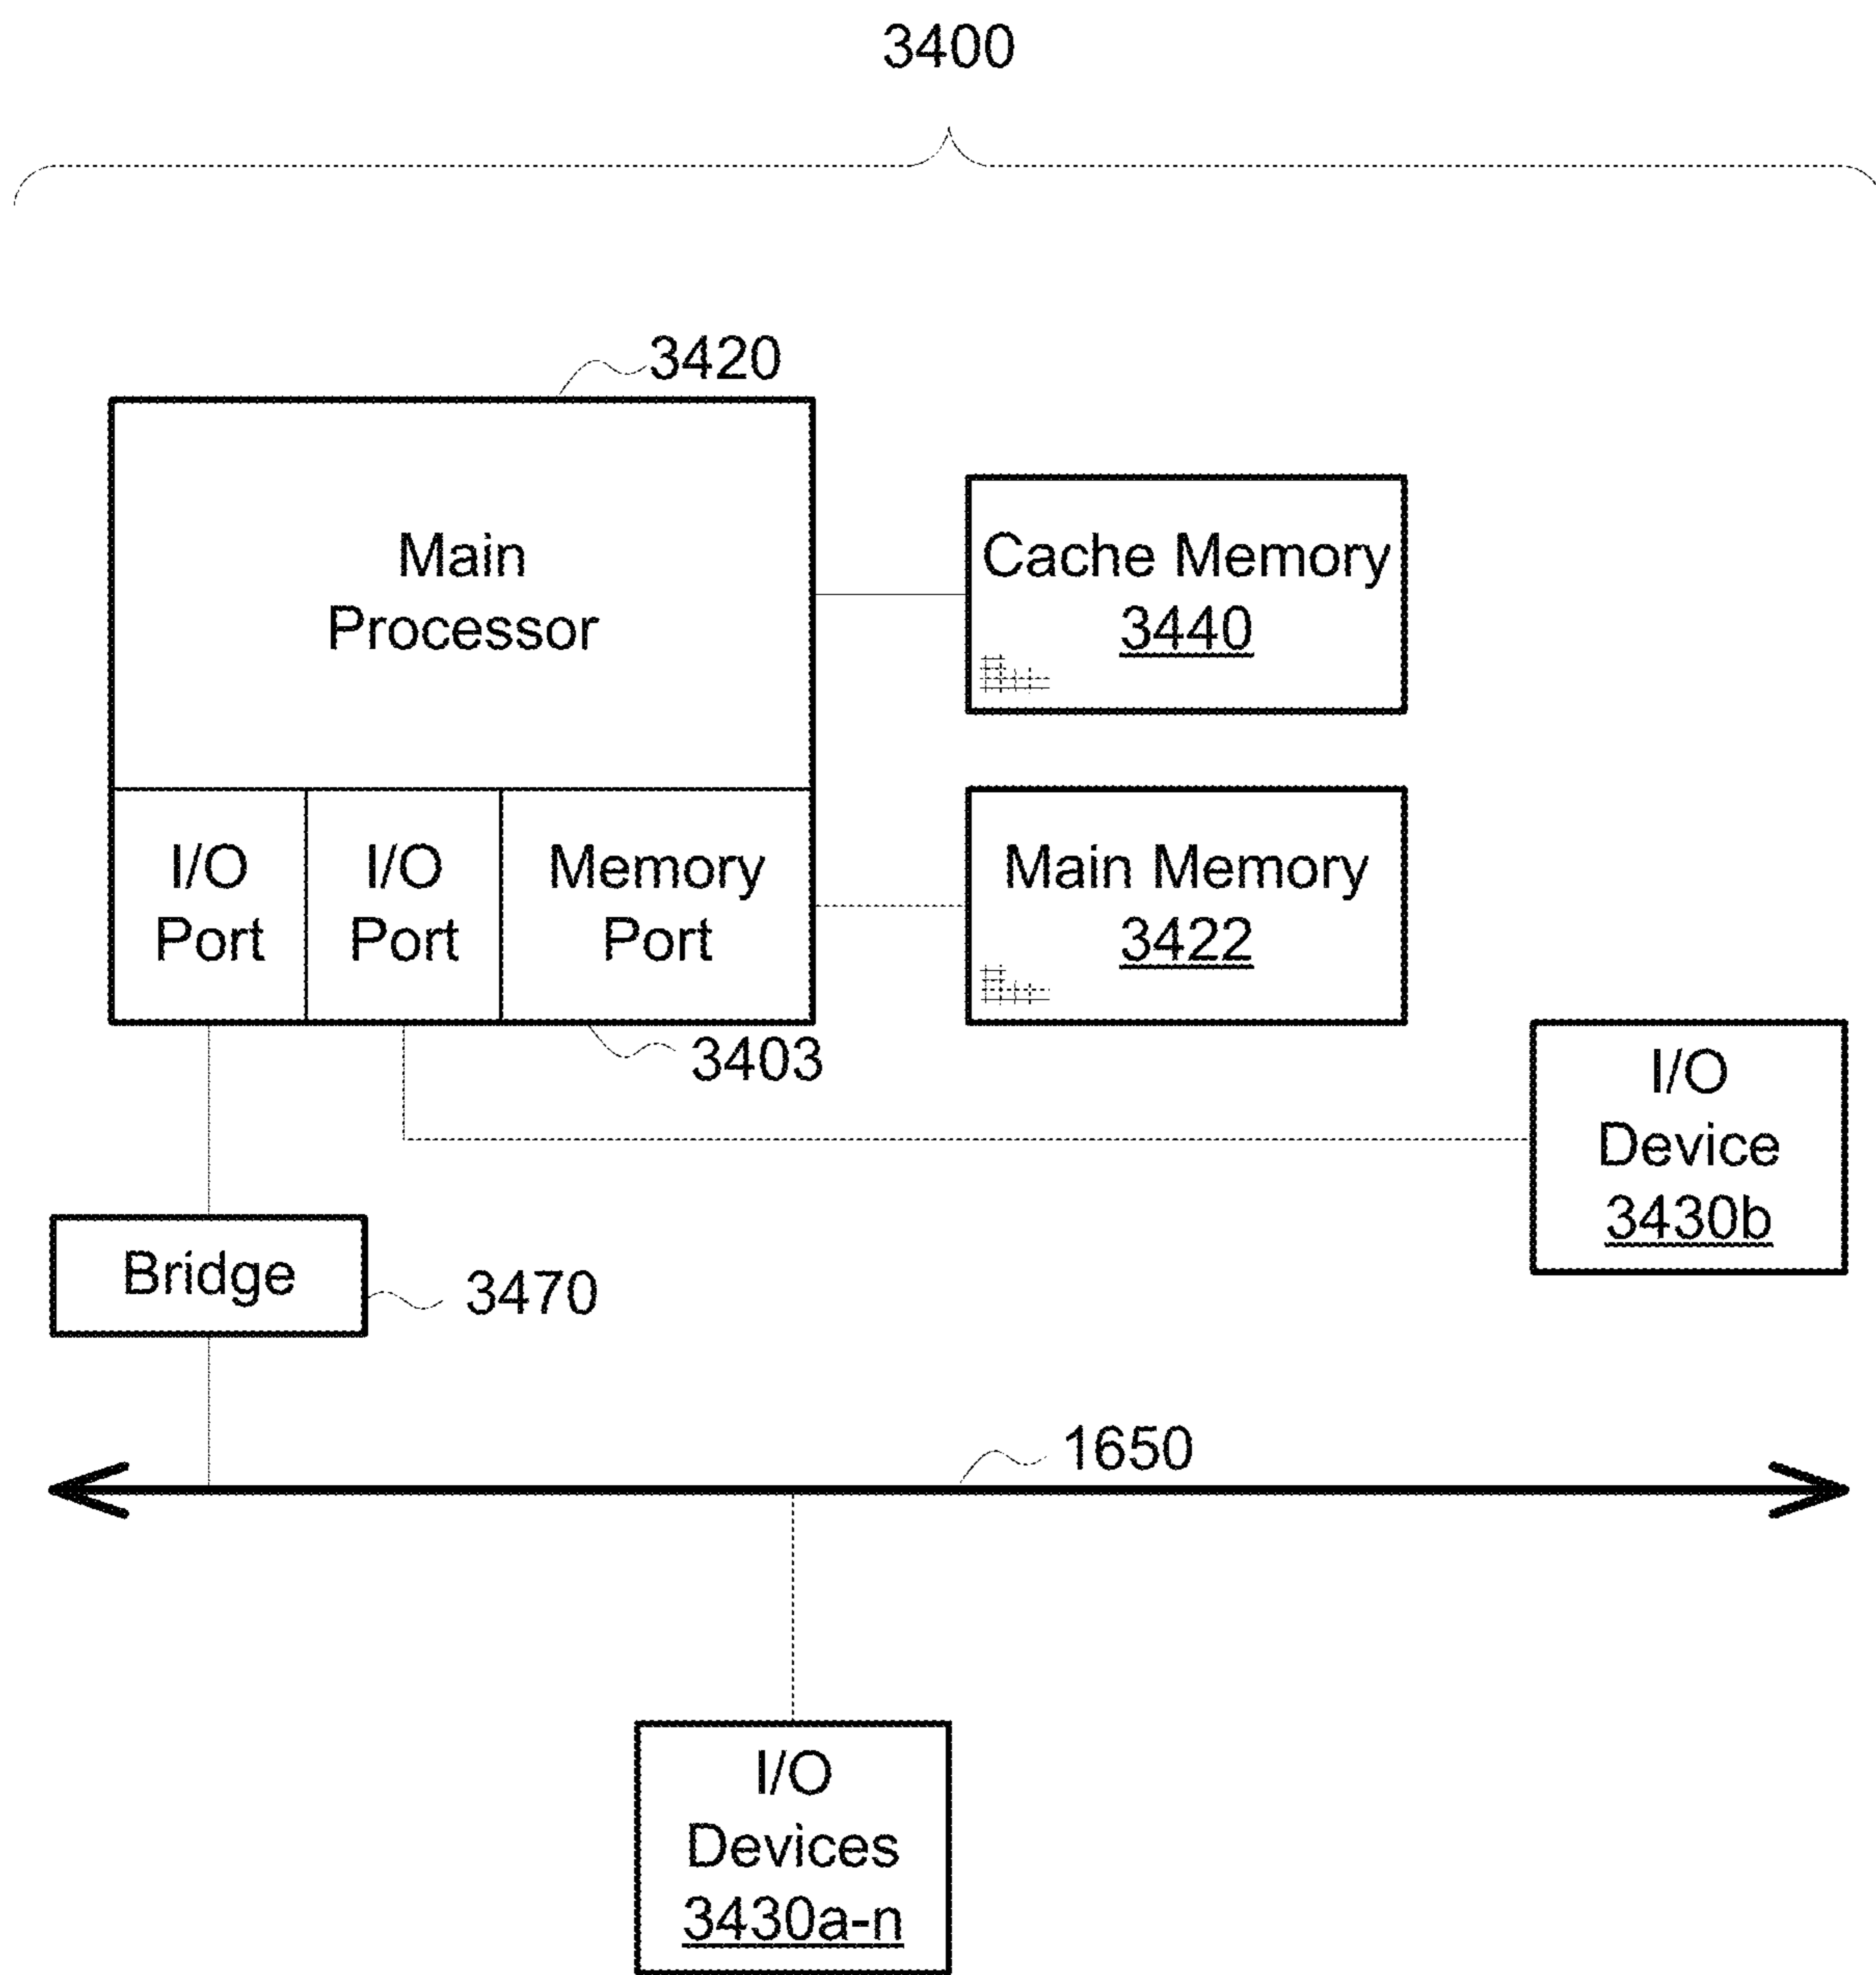 3400
3420
Main
Processor
Cache Memory
3440
I/O
Port
I/O
Port
Memory
Port
Main Memory
3422
3403
I/O
Device
3430b
Bridge
3470
1650
I/O
Devices
3430a-n